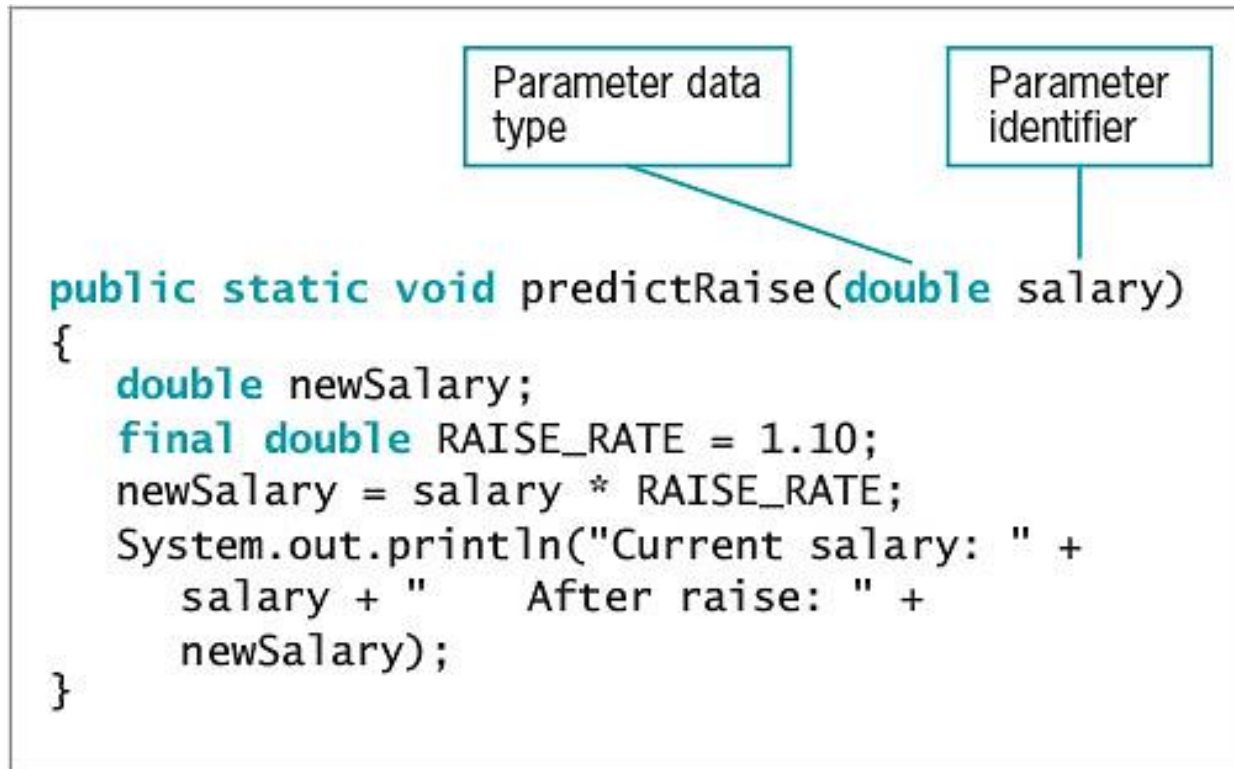 Parameter data
type
Parameter
identifier
public static void predictRaise(double salary)
{
double newSalary;
final double RAISE_RATE = 1.10;
newSalary = salary * RAISE_RATE;
System.out.println("Current salary: " +
salary + "    After raise: " +
newSalary);
}